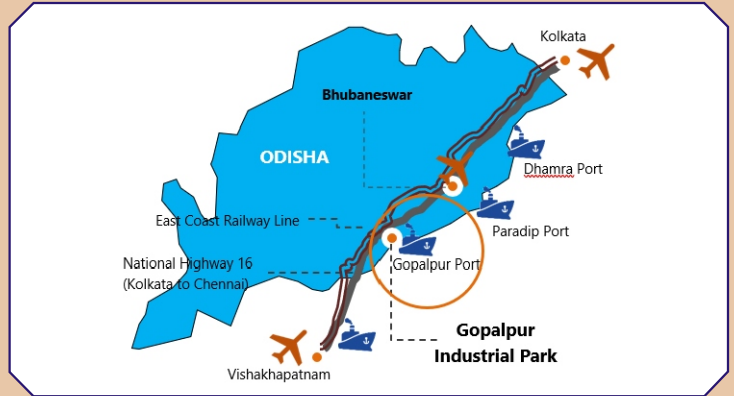 Kolkata
Bhubaneswar
ODISHA
Dhamra Port
East Coast Railway Line
Paradip Port
National Highway 16
(Kolkata to Chennai)
Gopalpur Port
Gopalpur
Industrial Park
Vishakhapatnam